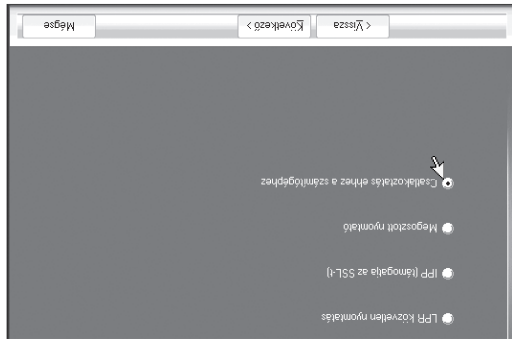 LPR közvetlen nyomtatás
IPP (támogatja az SSL-t)
Megosztott nyomtató
Csatlakoztatás ehhez a számítógéphez
< Vissza
Következő >
Mégse